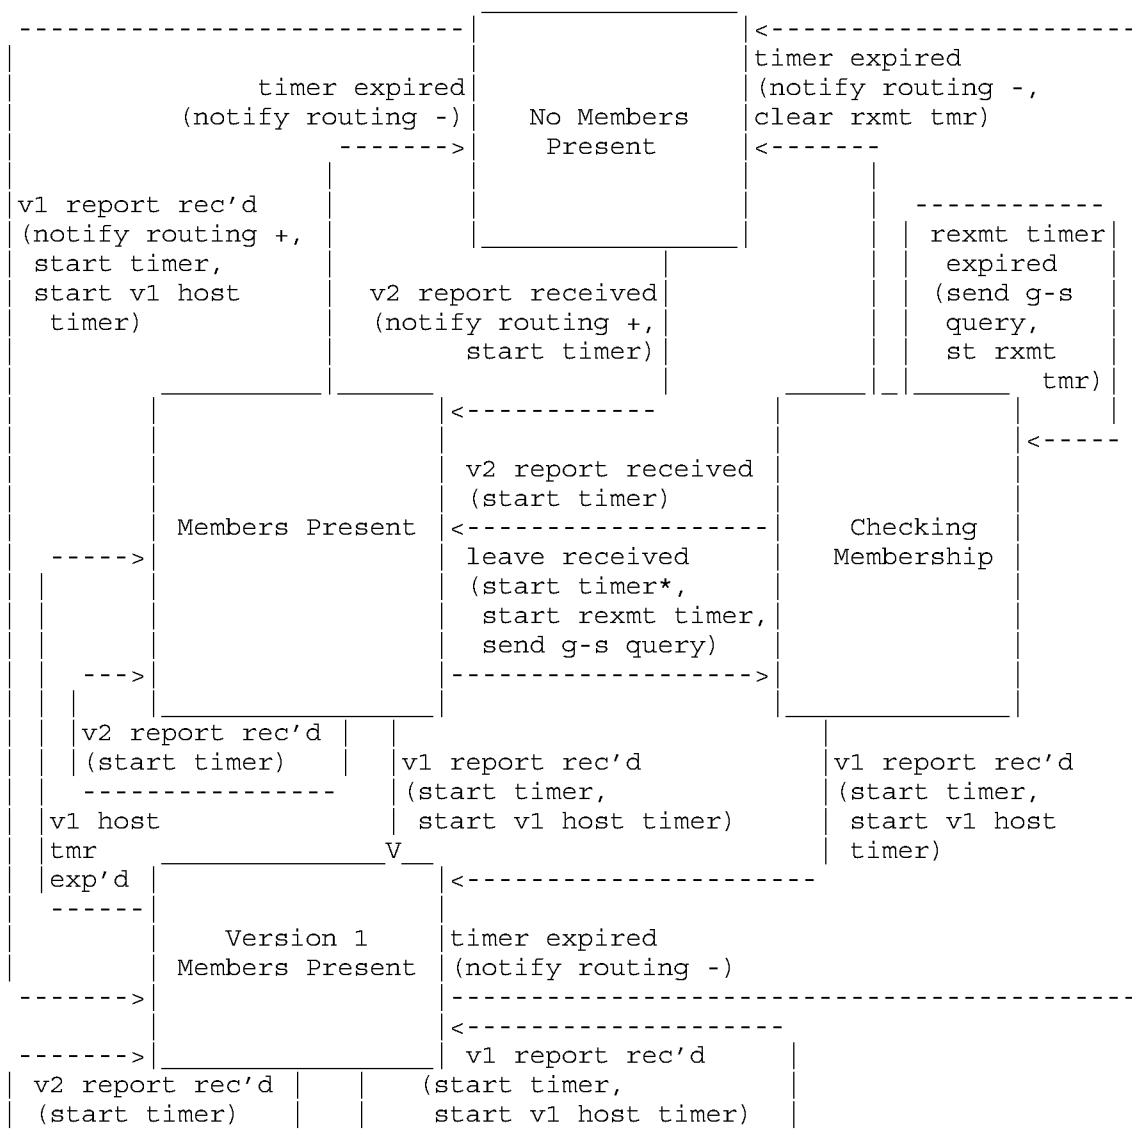 timer expired
timer expired
(notify routing -,
(notify routing -)
No Members
clear rxmt tmr)
Present
v1 report rec'd
(notify routing +,
rexmt timer
start timer,
expired
start v1 host
v2 report received
(send g-s
timer)
(notify routing +,
query,
start timer)
st rxmt
tmr)
v2 report received
(start timer)
Members Present
Checking
leave received
Membership
(start timer*,
start rexmt timer,
send g-s query)
v2 report rec'd
(start timer)
v1 report rec'd
v1 report rec'd
(start timer,
(start timer,
v1 host
start v1 host timer)
start v1 host
tmr
V
timer)
exp'd
Version 1
timer expired
Members Present
(notify routing -)
v1 report rec'd
v2 report rec'd
(start timer,
(start timer)
start v1 host timer)